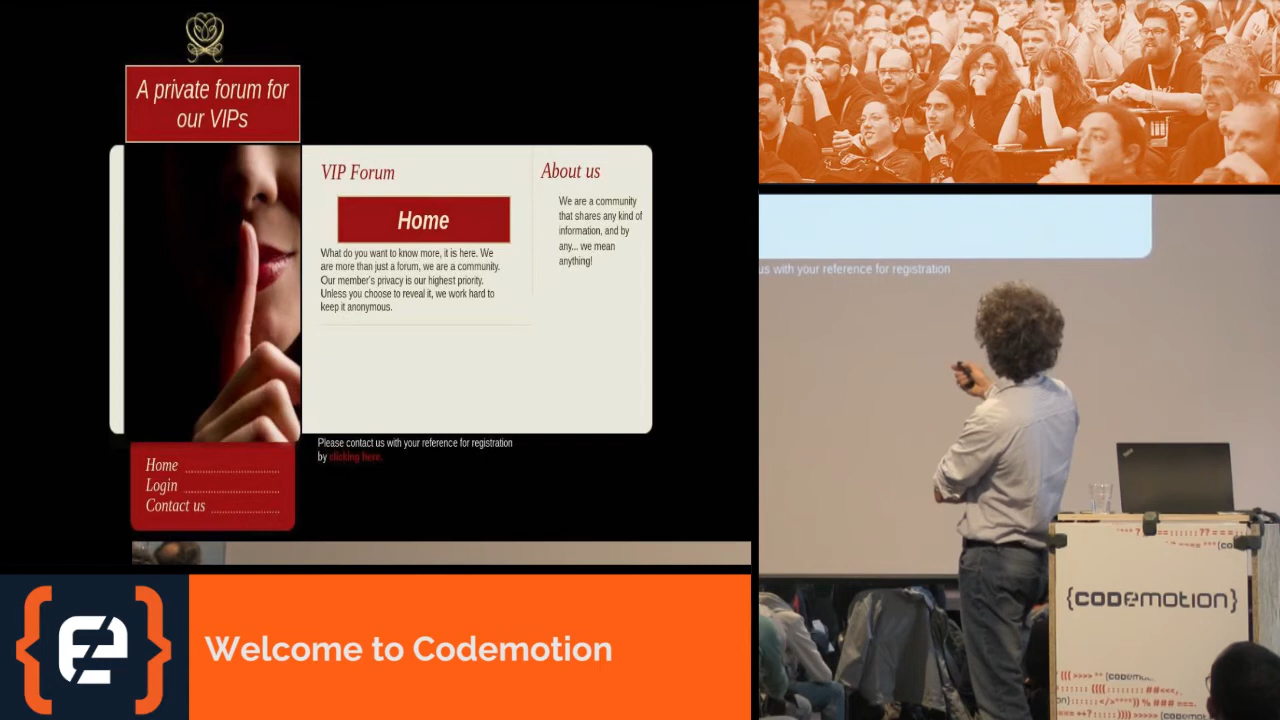 A private forum for
our VIPs
VIP Forum
Home
What do you want to know more, it is here. We
are more than just a forum, we are a community.
Our member's privacy is our highest priority.
Unless you choose to reveal it, we work hard to
keep it anonymous.
About us
We are a community
that shares any kind of
information, and by
any... we mean
anything!
Please contact us with your reference for registration
by clicking here.
Home
Login
Contact us
Welcome to Codemotion
us with your reference for registration
{CODEMOTION}